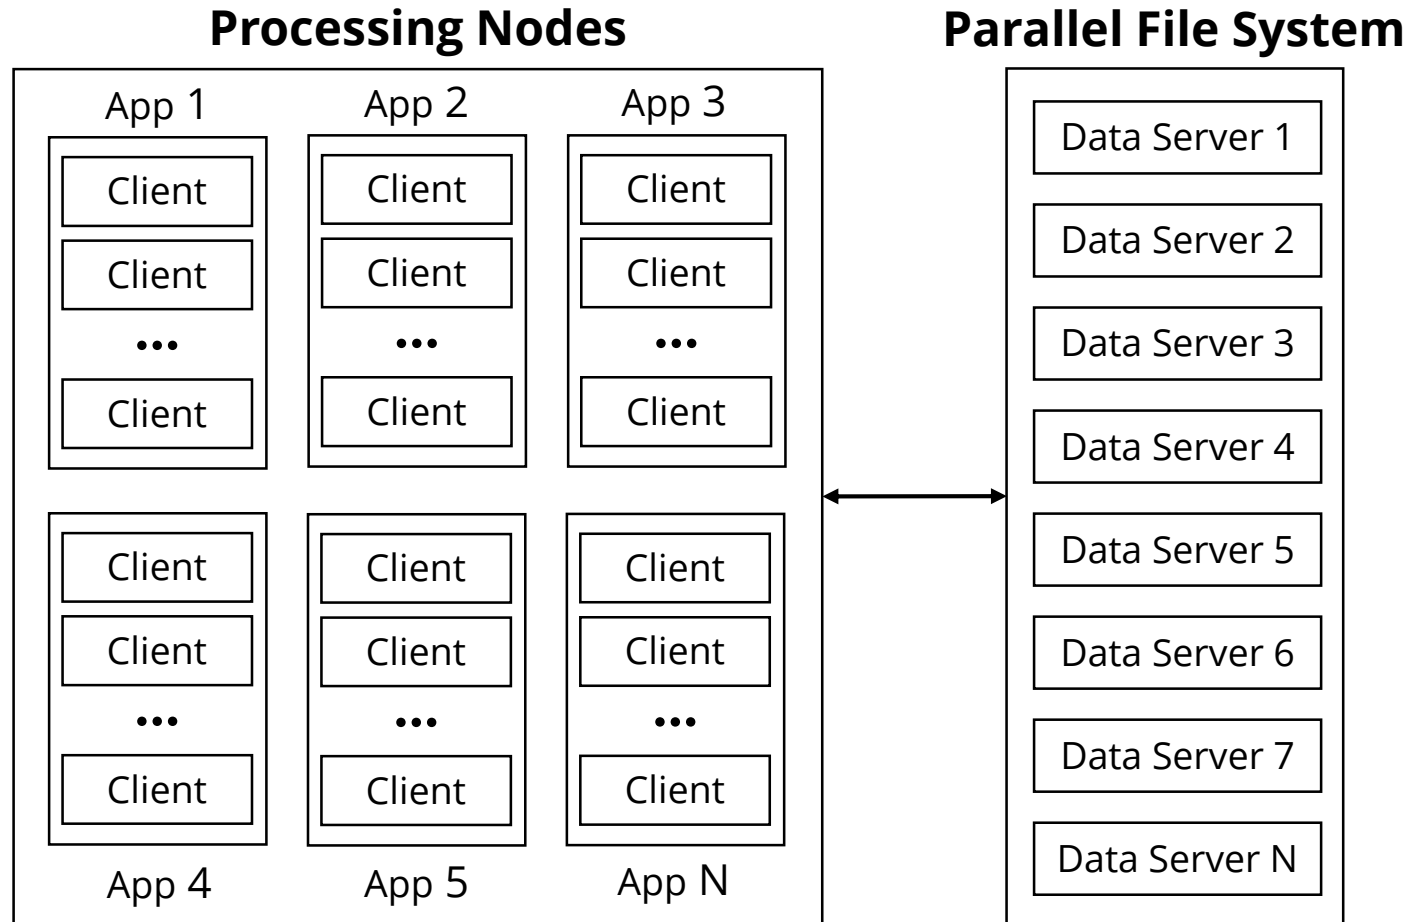 Processing Nodes
Parallel File System
App 1
App 2
App 3
Client
Client
...
Client
Client
Client
...
Client
Client
Client
...
Client
Client
Client
...
Client
Client
Client
...
Client
Client
Client
...
Client
App 4
App 5
App N
Data Server 1
Data Server 2
Data Server 3
Data Server 4
Data Server 5
Data Server 6
Data Server 7
Data Server N